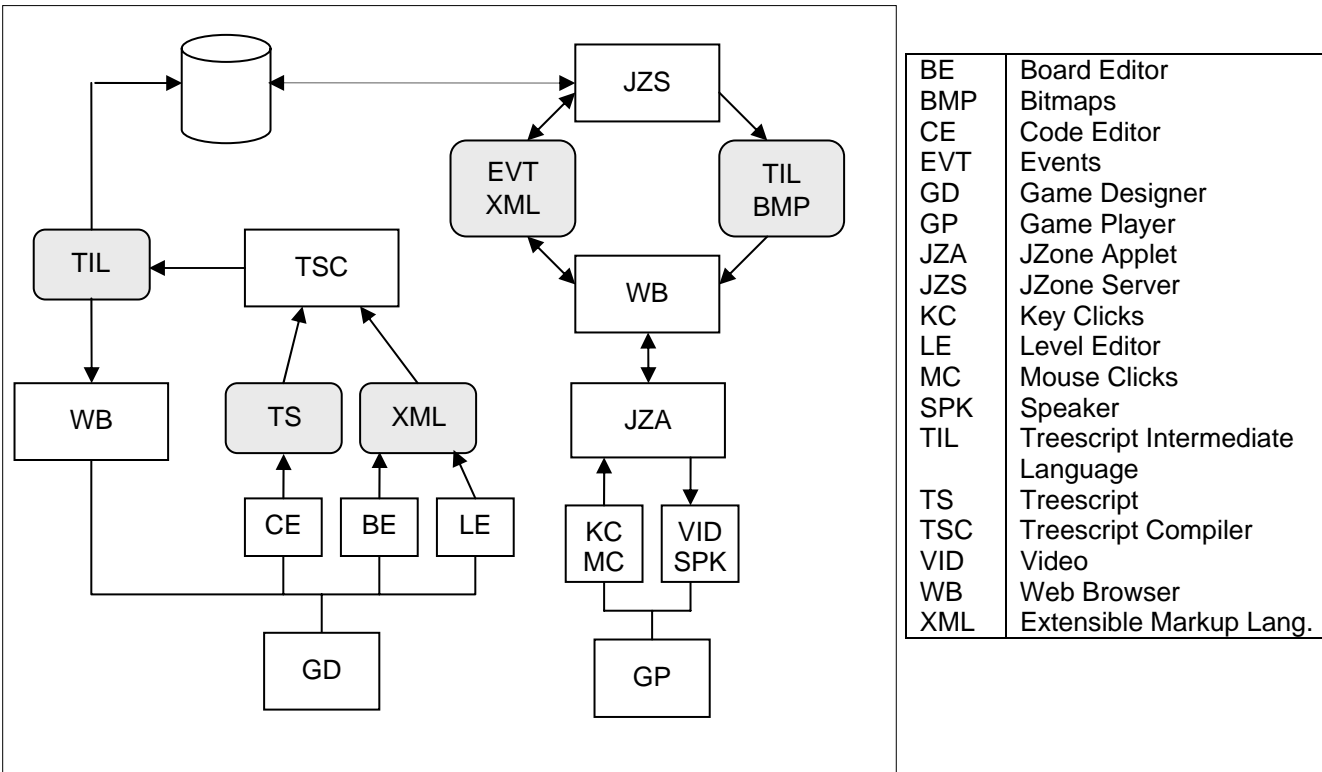 JZS
EVT
XML
TIL
BMP
TIL
TSC
WB
WB
TS
XML
JZA
CE
BE
LE
KC
MC
VID
SPK
GD
GP
BE Board Editor
BMP Bitmaps
CE Code Editor
EVT Events
GD Game Designer
GP Game Player
JZA JZone Applet
JZS JZone Server
KC Key Clicks
LE Level Editor
MC Mouse Clicks
SPK Speaker
TIL Treescript Intermediate
Language
TS Treescript
TSC Treescript Compiler
VID Video
WB Web Browser
XML Extensible Markup Lang.